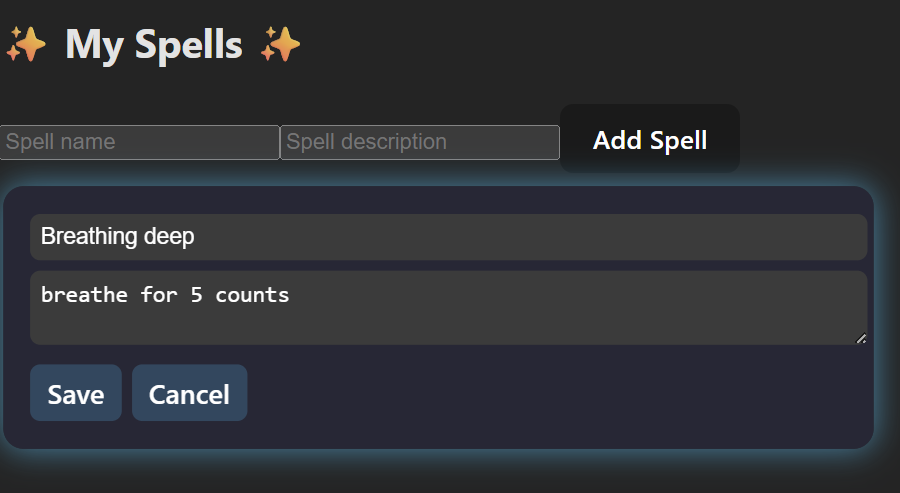 ✨ My Spells ✨
Spell name Spell description Add Spell
Breathing deep
breathe for 5 counts
Save Cancel